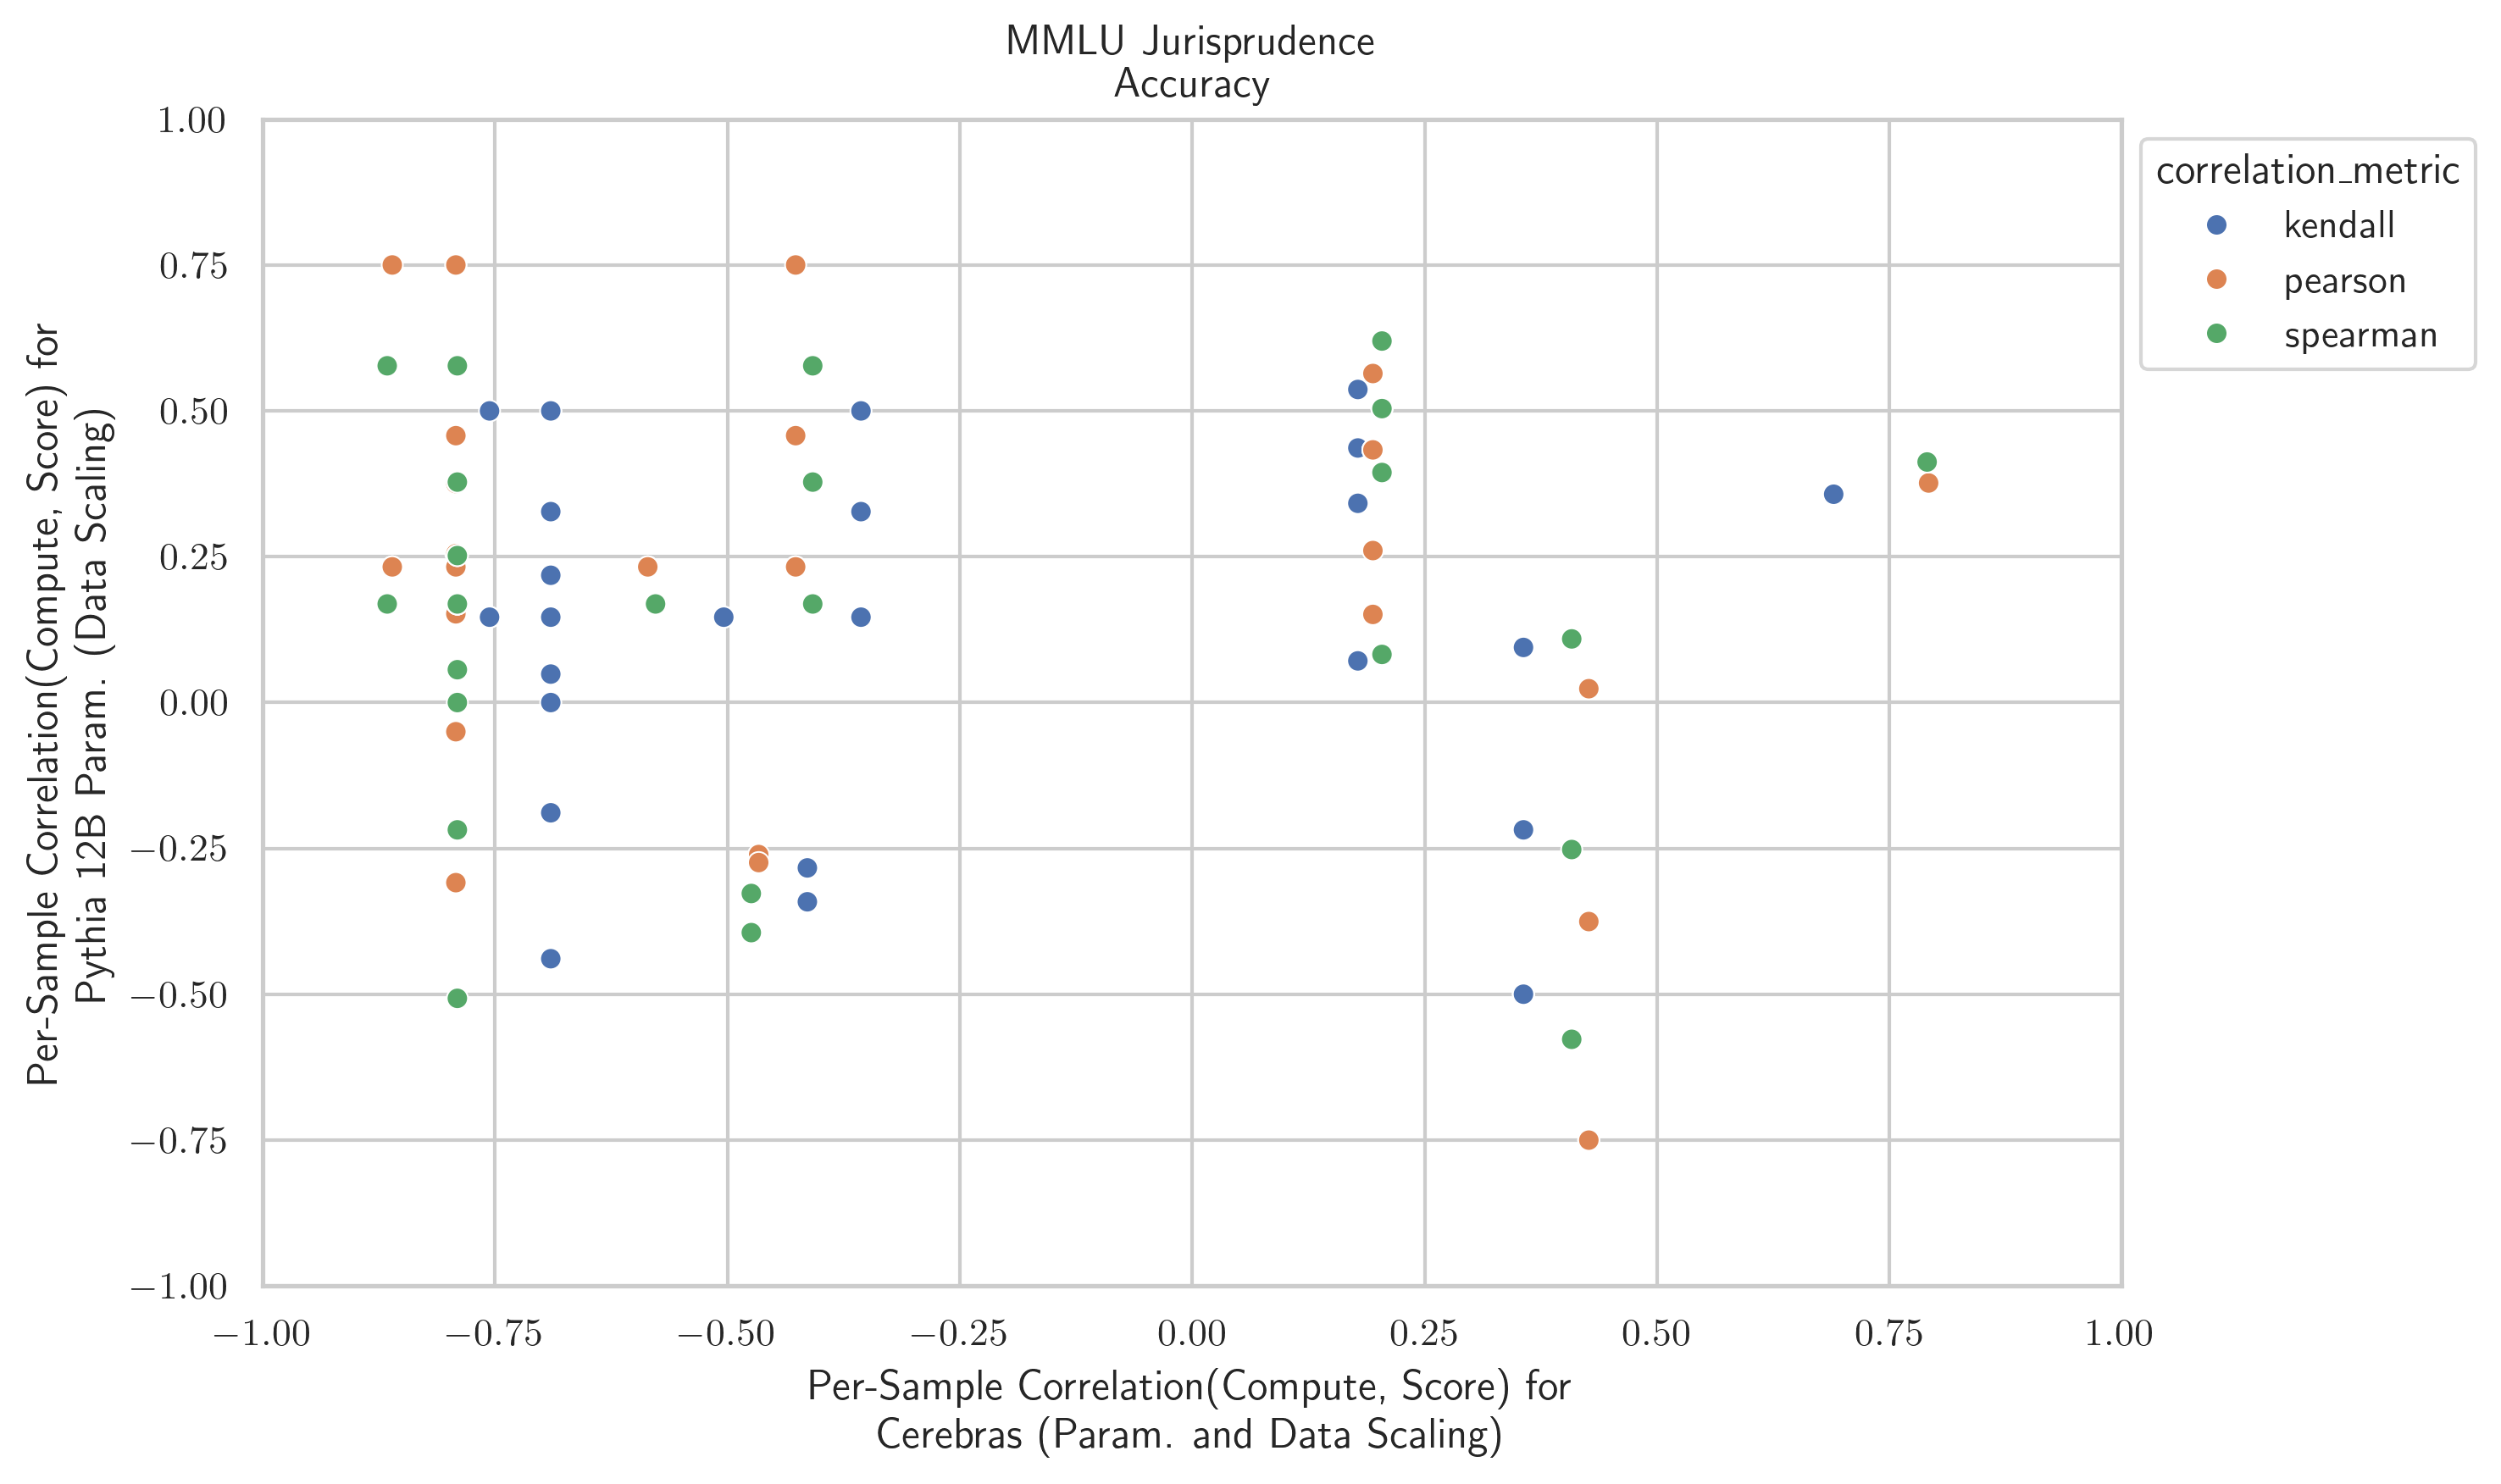 MMLU Jurisprudence
Accuracy
1.00
0.75
0.50
0.25
0.00
−0.25
−0.50
−0.75
−1.00
Per-Sample Correlation(Compute, Score) for
Pythia 12B Param. (Data Scaling)
correlation_metric
kendall
pearson
spearman
−1.00
−0.75
−0.50
−0.25
0.00
0.25
0.50
0.75
1.00
Per-Sample Correlation(Compute, Score) for
Cerebras (Param. and Data Scaling)